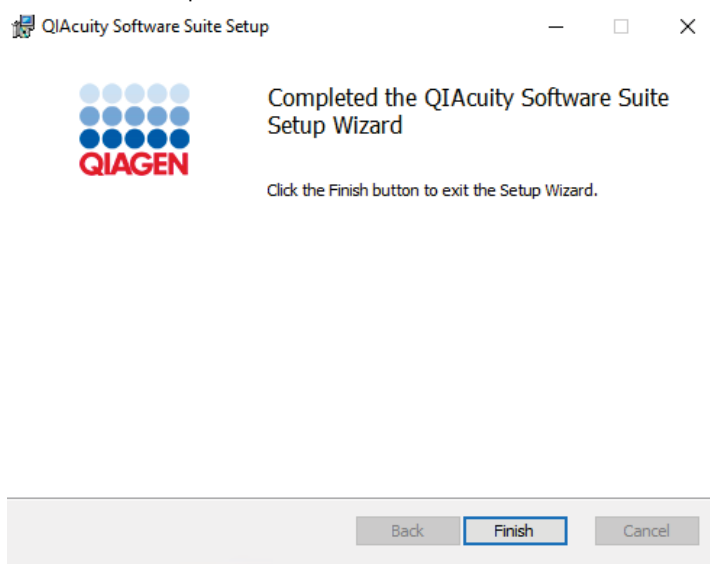 QIAcuity Software Suite Setup
QIAGEN
Completed the QIAcuity Software Suite
Setup Wizard
Click the Finish button to exit the Setup Wizard.
Back
Finish
Cancel